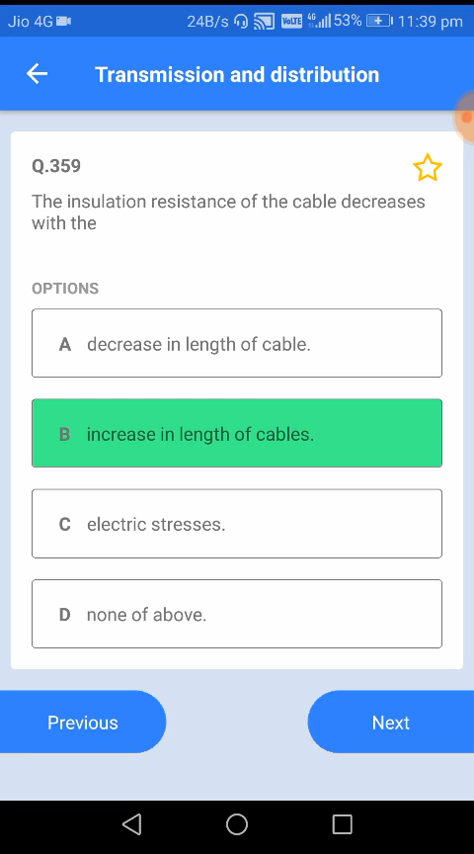 Jio 4G 24B/s VoLTE 4G 53% 11:39 pm
Transmission and distribution
Q.359
The insulation resistance of the cable decreases
with the
OPTIONS
A decrease in length of cable.
B increase in length of cables.
C electric stresses.
D none of above.
Previous Next